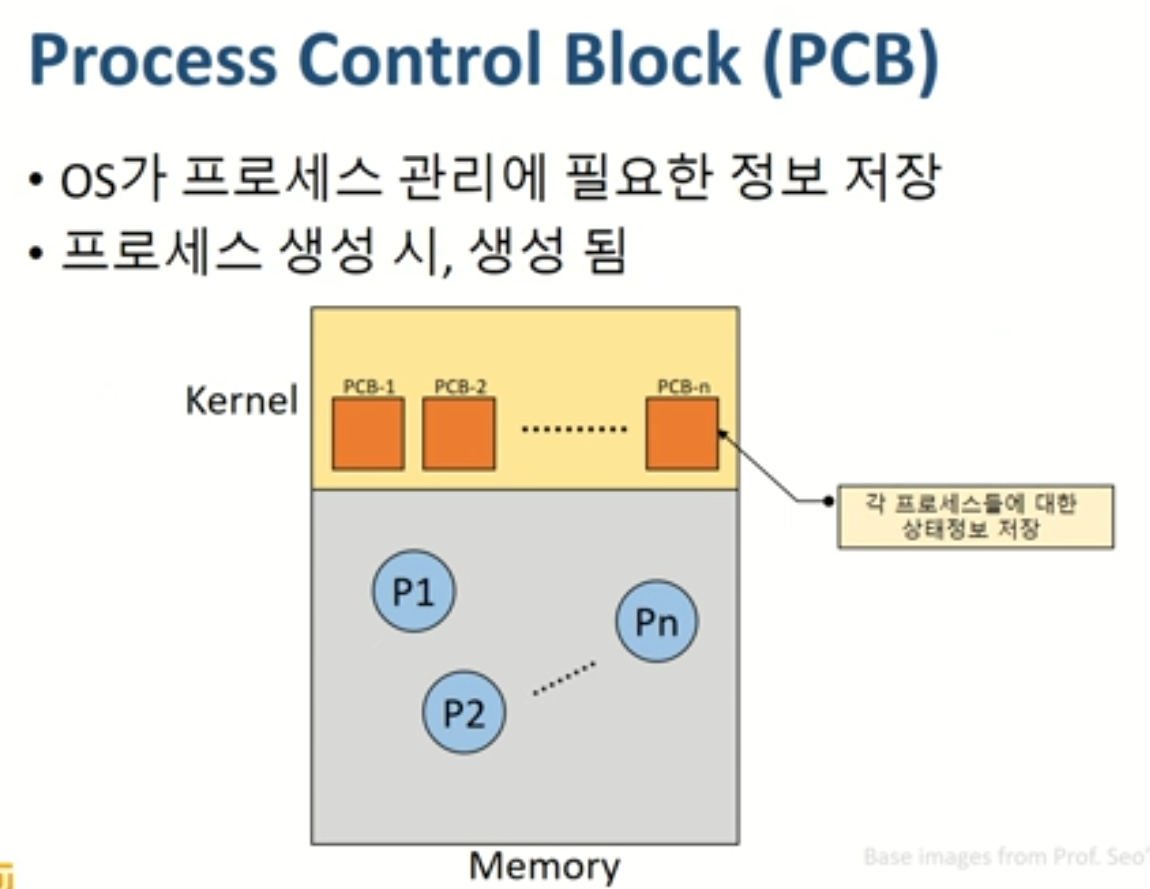 Process Control Block (PCB)
• OS가 프로세스 관리에 필요한 정보 저장
• 프로세스 생성 시, 생성 됨
Kernel
PCB-1 PCB-2 PCB-n
각 프로세스들에 대한
상태정보 저장
P1
Pn
P2
Memory
Base images from Prof. Seo'